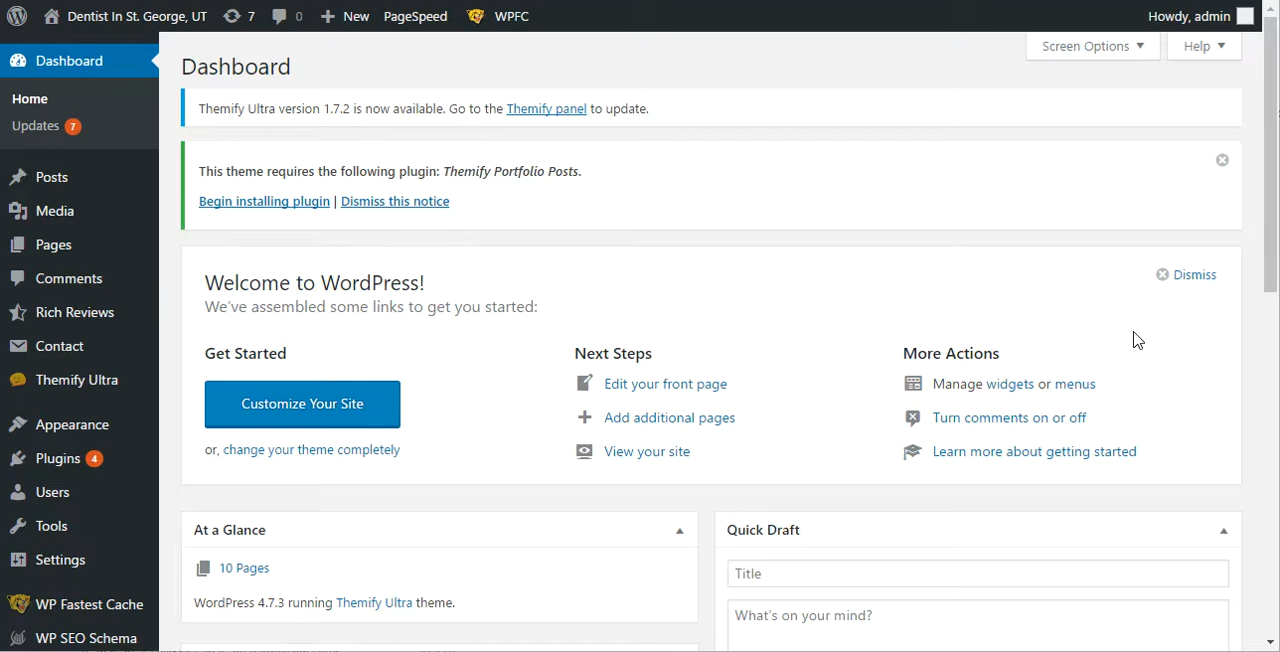 Dentist In St. George, UT 7 0 New PageSpeed WPFC Howdy, admin
Dashboard
Home
Updates 7
Posts
Media
Pages
Comments
Rich Reviews
Contact
Themify Ultra
Appearance
Plugins 4
Users
Tools
Settings
WP Fastest Cache
WP SEO Schema
Screen Options ▼ Help ▼
Dashboard
Themify Ultra version 1.7.2 is now available. Go to the Themify panel to update.
This theme requires the following plugin: Themify Portfolio Posts.
Begin installing plugin | Dismiss this notice
Welcome to WordPress!
Dismiss
We've assembled some links to get you started:
Get Started
Customize Your Site
or, change your theme completely
Next Steps
Edit your front page
Add additional pages
View your site
More Actions
Manage widgets or menus
Turn comments on or off
Learn more about getting started
At a Glance
10 Pages
WordPress 4.7.3 running Themify Ultra theme.
Quick Draft
Title
What's on your mind?